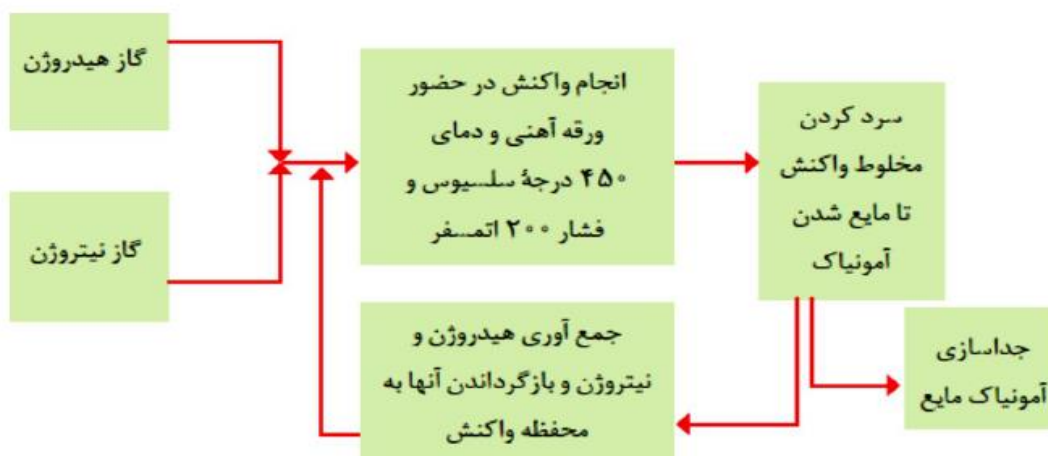 گاز هیدروژن
گاز نیتروژن
انجام واکنش در حضور
ورقه آهنی و دمای
۴۵۰ درجهٔ سلسیوس و
فشار ۲۰۰ اتمسفر
سرد کردن
مخلوط واکنش
تا مایع شدن
آمونیاک
جمع آوری هیدروژن و
نیتروژن و بازگرداندن آنها به
محفظه واکنش
جداسازی
آمونیاک مایع